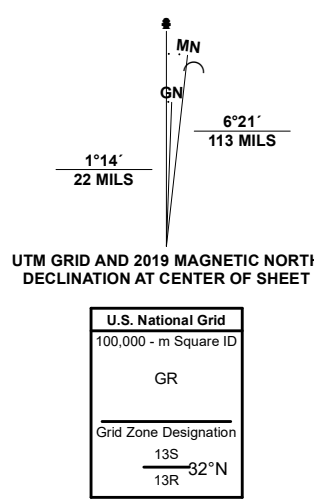 MN
GN
6°21´
113 MILS
1°14´
22 MILS
UTM GRID AND 2019 MAGNETIC NORTH
DECLINATION AT CENTER OF SHEET
U.S. National Grid
100,000 - m Square ID
GR
Grid Zone Designation
13S
32°N
13R